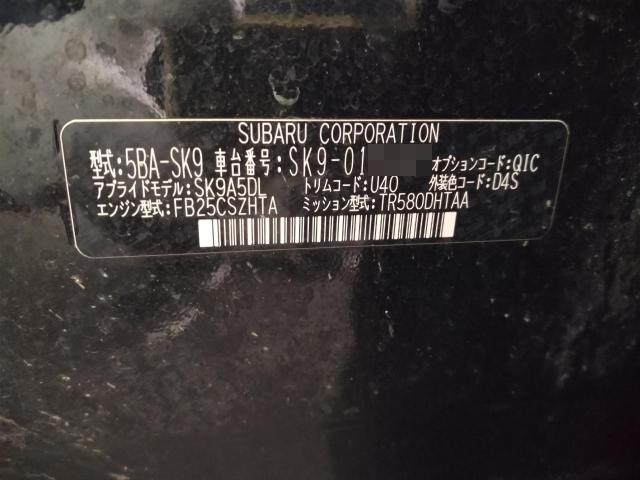 SUBARU CORPORATION
型式:5BA-SK9 車台番号:SK9-01 オプションコード:QIC
アプライドモデル:SK9A5DL トリムコード:U40 外装色コード:D4S
エンジン型式:FB25CSZHTA ミッション型式:TR580DHTAA